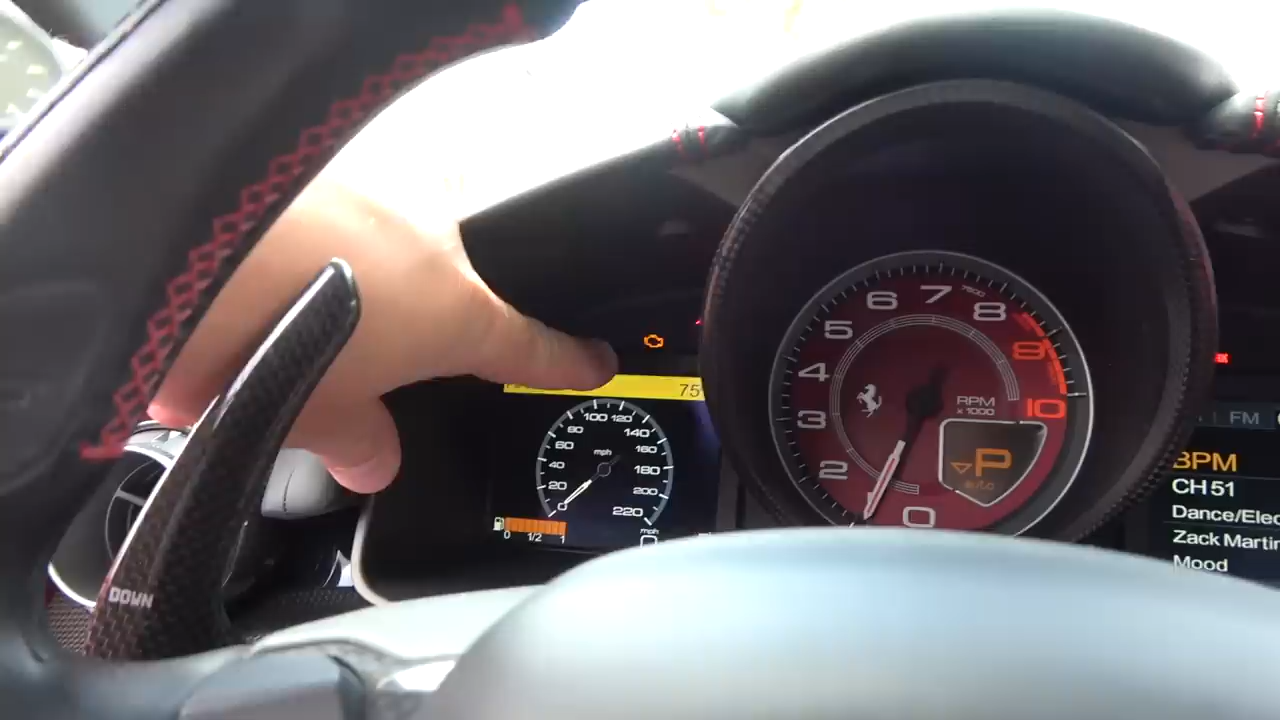 75
100 120
80
140
60
mph
160
40
180
20
200
0
220
mph
0 1/2 1
7500
7
6
8
5
9
4
RPM
x 1000
3
10
2
P
auto
0
FM
BPM
CH 51
Dance/Elec
Zack Martin
Mood
DOWN